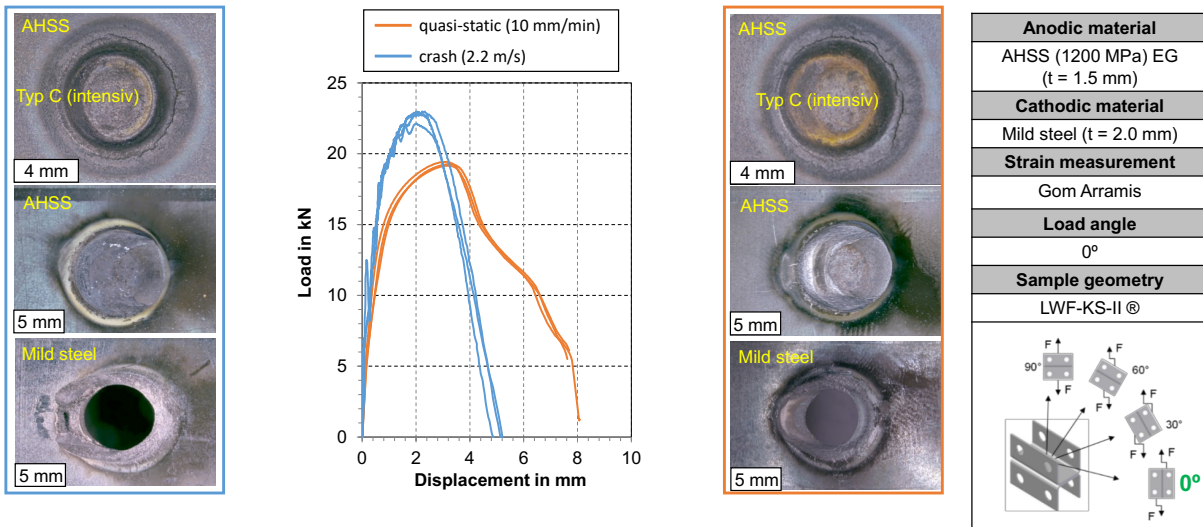 AHSS
Typ C (intensiv)
4 mm
AHSS
5 mm
Mild steel
5 mm
quasi-static (10 mm/min)
crash (2.2 m/s)
Load in kN
25
20
15
10
5
0
0 2 4 6 8 10
Displacement in mm
AHSS
Typ C (intensiv)
4 mm
AHSS
5 mm
Mild steel
5 mm
Anodic material
AHSS (1200 MPa) EG
(t = 1.5 mm)
Cathodic material
Mild steel (t = 2.0 mm)
Strain measurement
Gom Arramis
Load angle
0º
Sample geometry
LWF-KS-II ®
F
90°
F
F
60°
F
F
30°
F
F
0º
F